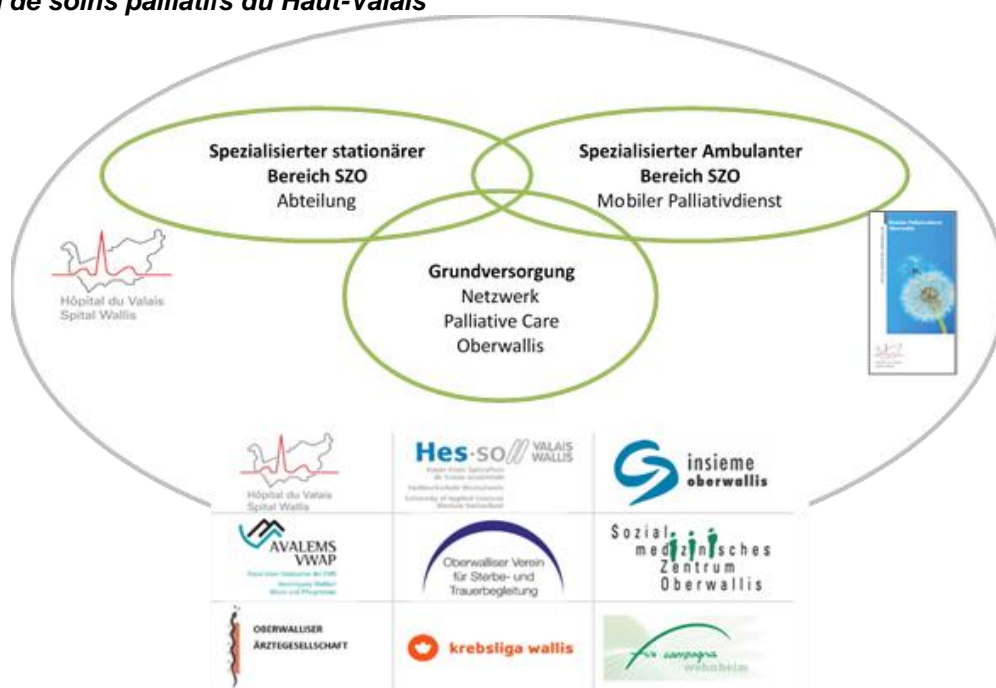 de soins palliatifs du Haut-Valais
Spezialisierter stationärer
Bereich SZO
Abteilung
Spezialisierter Ambulanter
Bereich SZO
Mobiler Palliativdienst
Grundversorgung
Netzwerk
Palliative Care
Oberwallis
Hôpital du Valais
Spital Wallis
Hôpital du Valais
Spital Wallis
Hes·so VALAIS
WALLIS
insieme
oberwallis
AVALEMS
VWAP
Oberwalliser Verein
für Sterbe- und
Trauerbegleitung
Sozial
medizinisches
Zentrum
Oberwallis
OBERWALLISER
ÄRZTEGESELLSCHAFT
krebsliga wallis
fux campagna
wohnheim